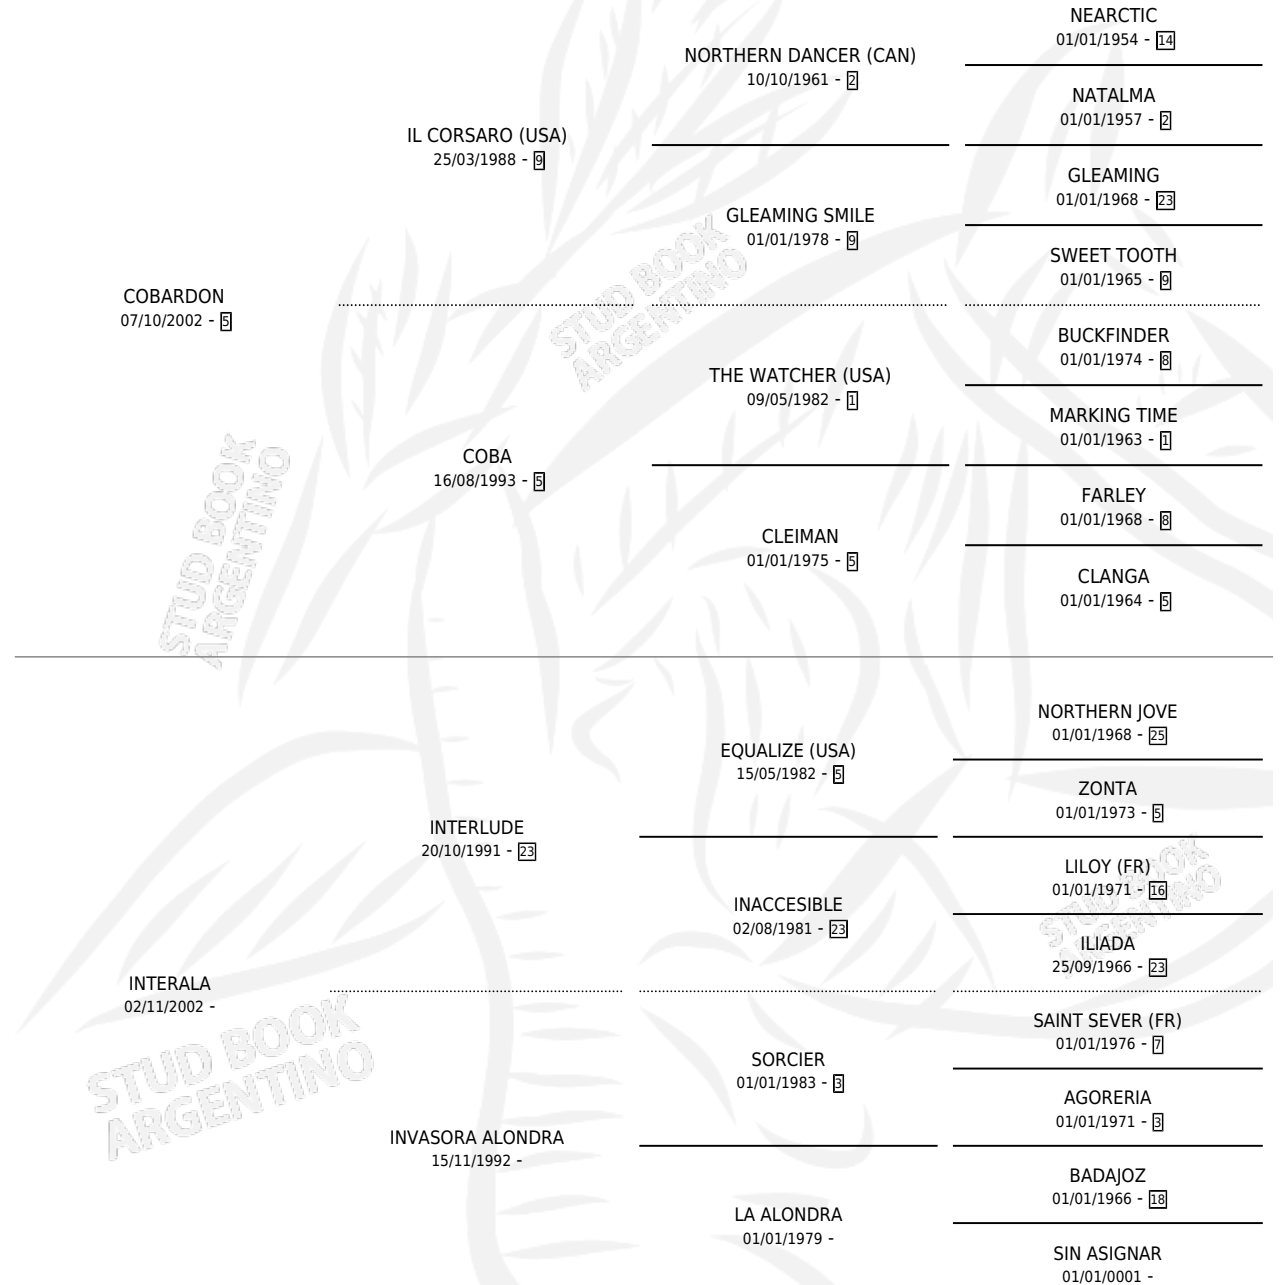 NEARCTIC
01/01/1954 - 14
NORTHERN DANCER (CAN)
10/10/1961 - 2
NATALMA
01/01/1957 - 2
IL CORSARO (USA)
25/03/1988 - 9
GLEAMING
01/01/1968 - 23
GLEAMING SMILE
01/01/1978 - 9
SWEET TOOTH
01/01/1965 - 9
COBARDON
07/10/2002 - 5
BUCKFINDER
01/01/1974 - 8
THE WATCHER (USA)
09/05/1982 - 1
MARKING TIME
01/01/1963 - 1
COBA
16/08/1993 - 5
FARLEY
01/01/1968 - 8
CLEIMAN
01/01/1975 - 5
CLANGA
01/01/1964 - 5
NORTHERN JOVE
01/01/1968 - 25
EQUALIZE (USA)
15/05/1982 - 5
ZONTA
01/01/1973 - 5
INTERLUDE
20/10/1991 - 23
LILOY (FR)
01/01/1971 - 16
INACCESIBLE
02/08/1981 - 23
ILIADA
25/09/1966 - 23
INTERALA
02/11/2002 -
SAINT SEVER (FR)
01/01/1976 - 7
SORCIER
01/01/1983 - 3
AGORERIA
01/01/1971 - 3
INVASORA ALONDRA
15/11/1992 -
BADAJOZ
01/01/1966 - 18
LA ALONDRA
01/01/1979 -
SIN ASIGNAR
01/01/0001 -
STUD BOOK
ARGENTINO
STUD BOOK
ARGENTINO
STUD BOOK
ARGENTINO
STUD BOOK
ARGENTINO